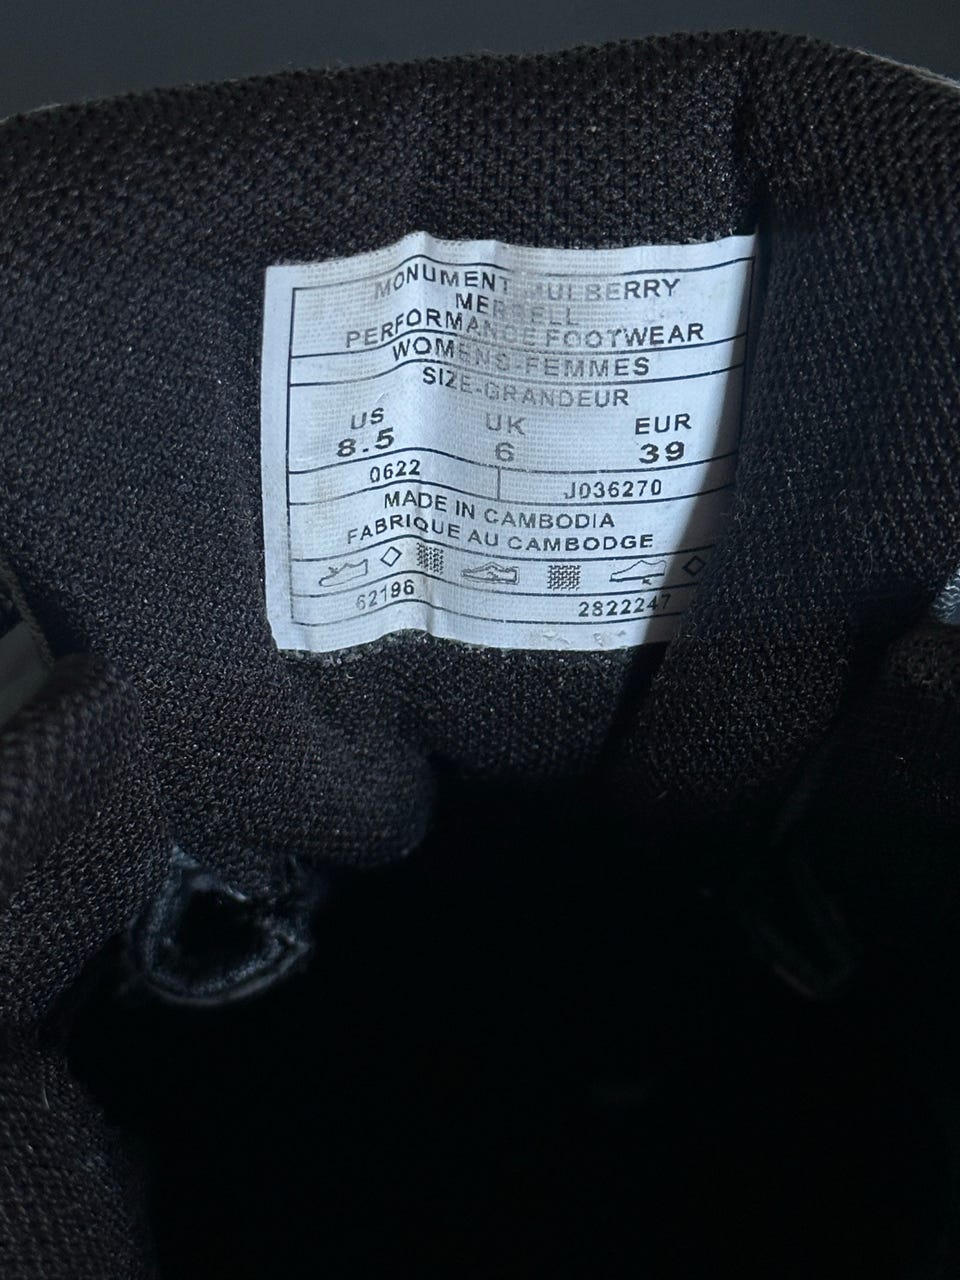 MONUMENT MULBERRY
MERRELL
PERFORMANCE FOOTWEAR
WOMENS-FEMMES
SIZE-GRANDEUR
US UK EUR
8.5 6 39
0622 J036270
MADE IN CAMBODIA
FABRIQUE AU CAMBODGE
62196 2822247